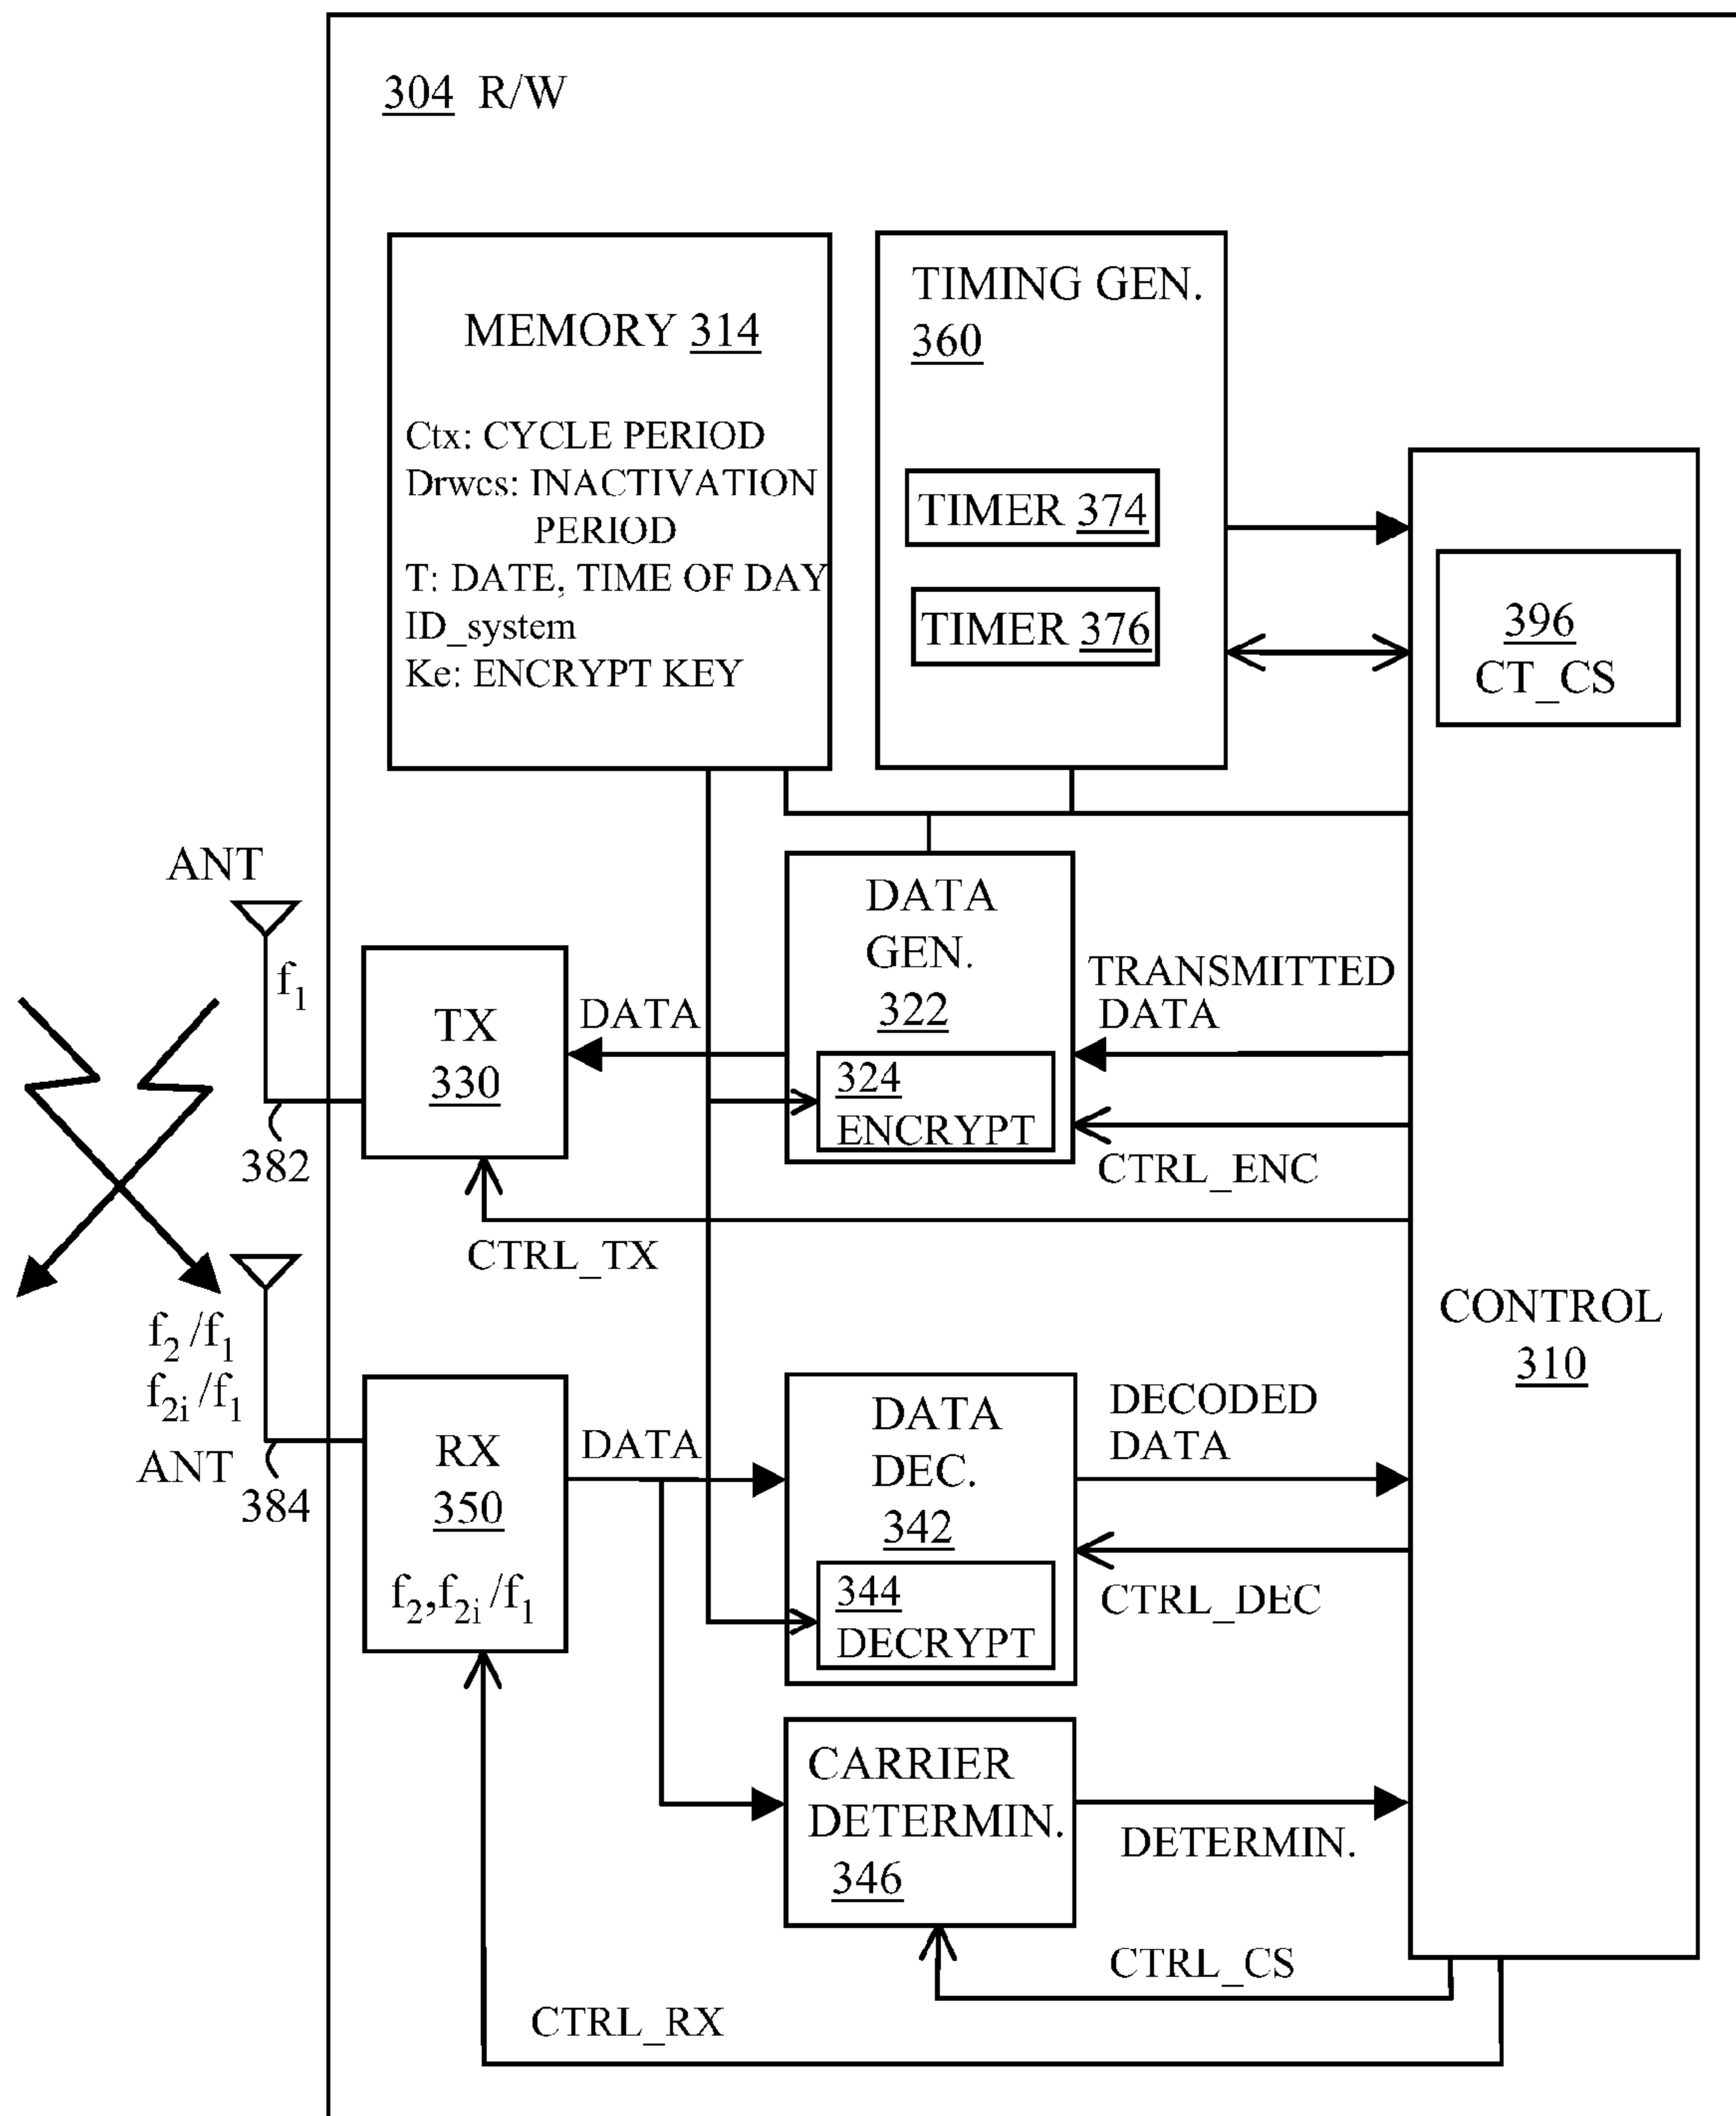 304 R/W
MEMORY 314
Ctx: CYCLE PERIOD
Drwcs: INACTIVATION
PERIOD
T: DATE, TIME OF DAY
ID_system
Ke: ENCRYPT KEY
TIMING GEN.
360
TIMER 374
TIMER 376
396
CT_CS
ANT
f1
382
TX
330
DATA
DATA
GEN.
322
324
ENCRYPT
TRANSMITTED
DATA
CTRL_ENC
CTRL_TX
CONTROL
310
f2 /f1
f2i /f1
ANT
384
RX
350
f2,f2i /f1
DATA
DATA
DEC.
342
344
DECRYPT
DECODED
DATA
CTRL_DEC
CARRIER
DETERMIN.
346
DETERMIN.
CTRL_CS
CTRL_RX